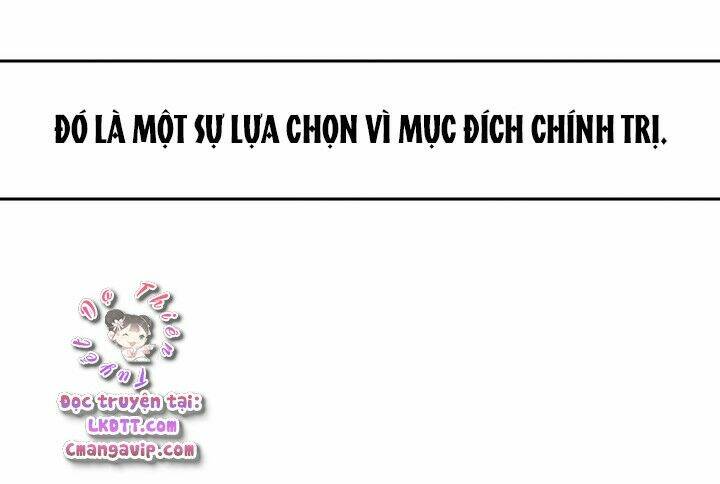 ĐÓ LÀ MỘT SỰ LỰA CHỌN VÌ MỤC ĐÍCH CHÍNH TRỊ.
Dạ Thiên Tuyết
Đọc truyện tại:
LKDTT.com
Cmangavip.com